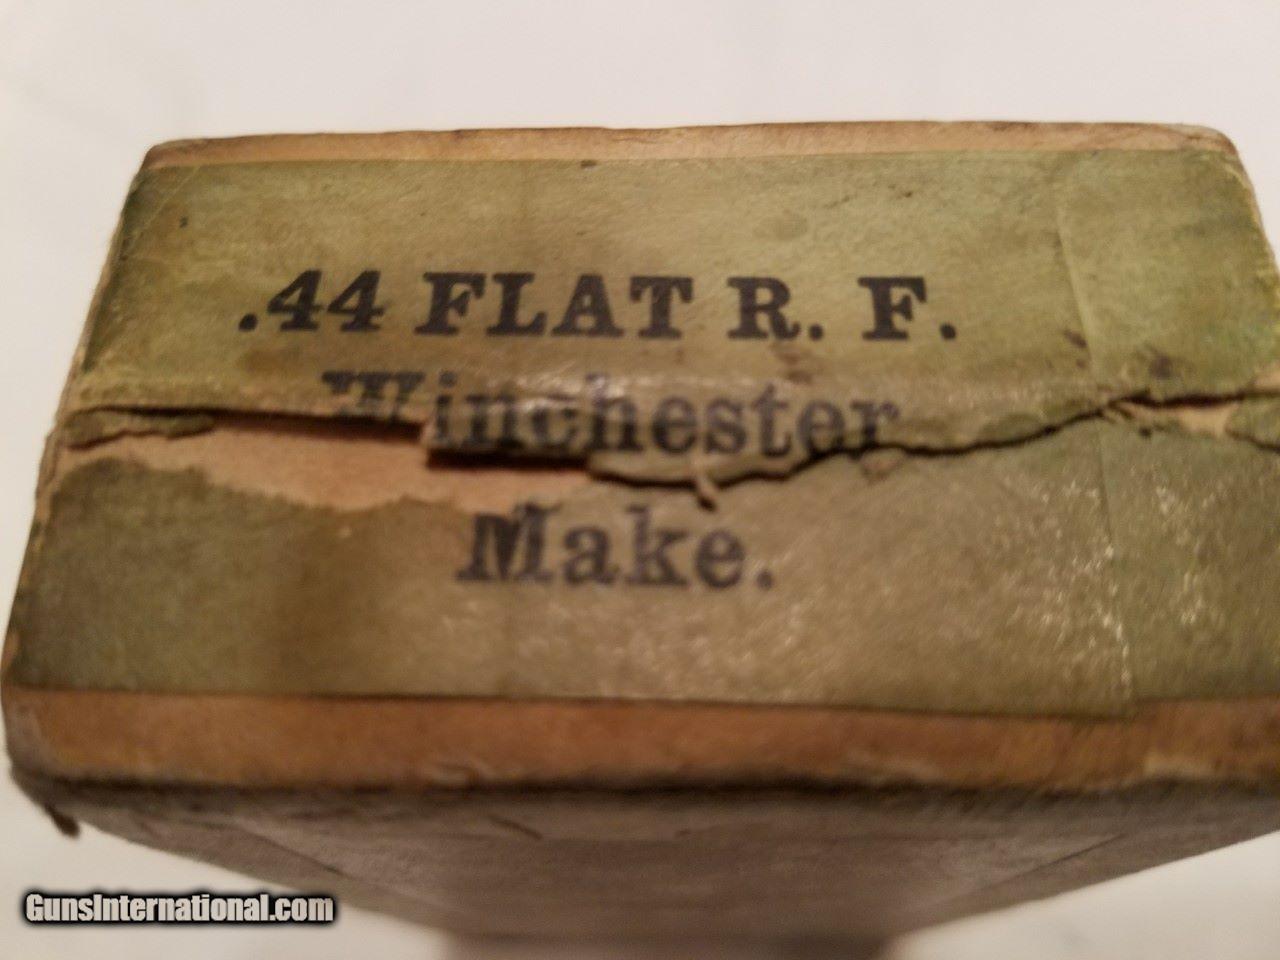 .44 FLAT R. F.
Winchester
Make.
GunsInternational.com